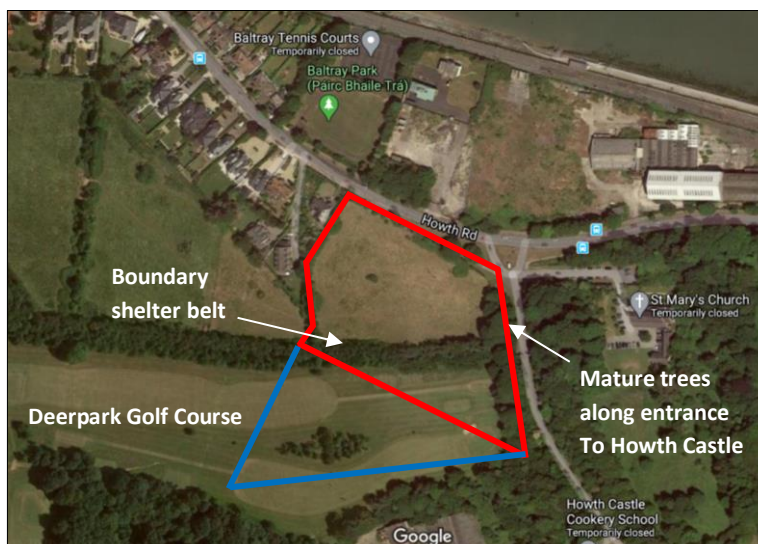 Baltray Tennis Courts
Temporarily closed
Baltray Park
(Páirc Bhaile Trá)
Howth Rd
Boundary
shelter belt
St Mary's Church
Temporarily closed
Mature trees
along entrance
To Howth Castle
Deerpark Golf Course
Howth Castle
Cookery School
Temporarily closed
Google